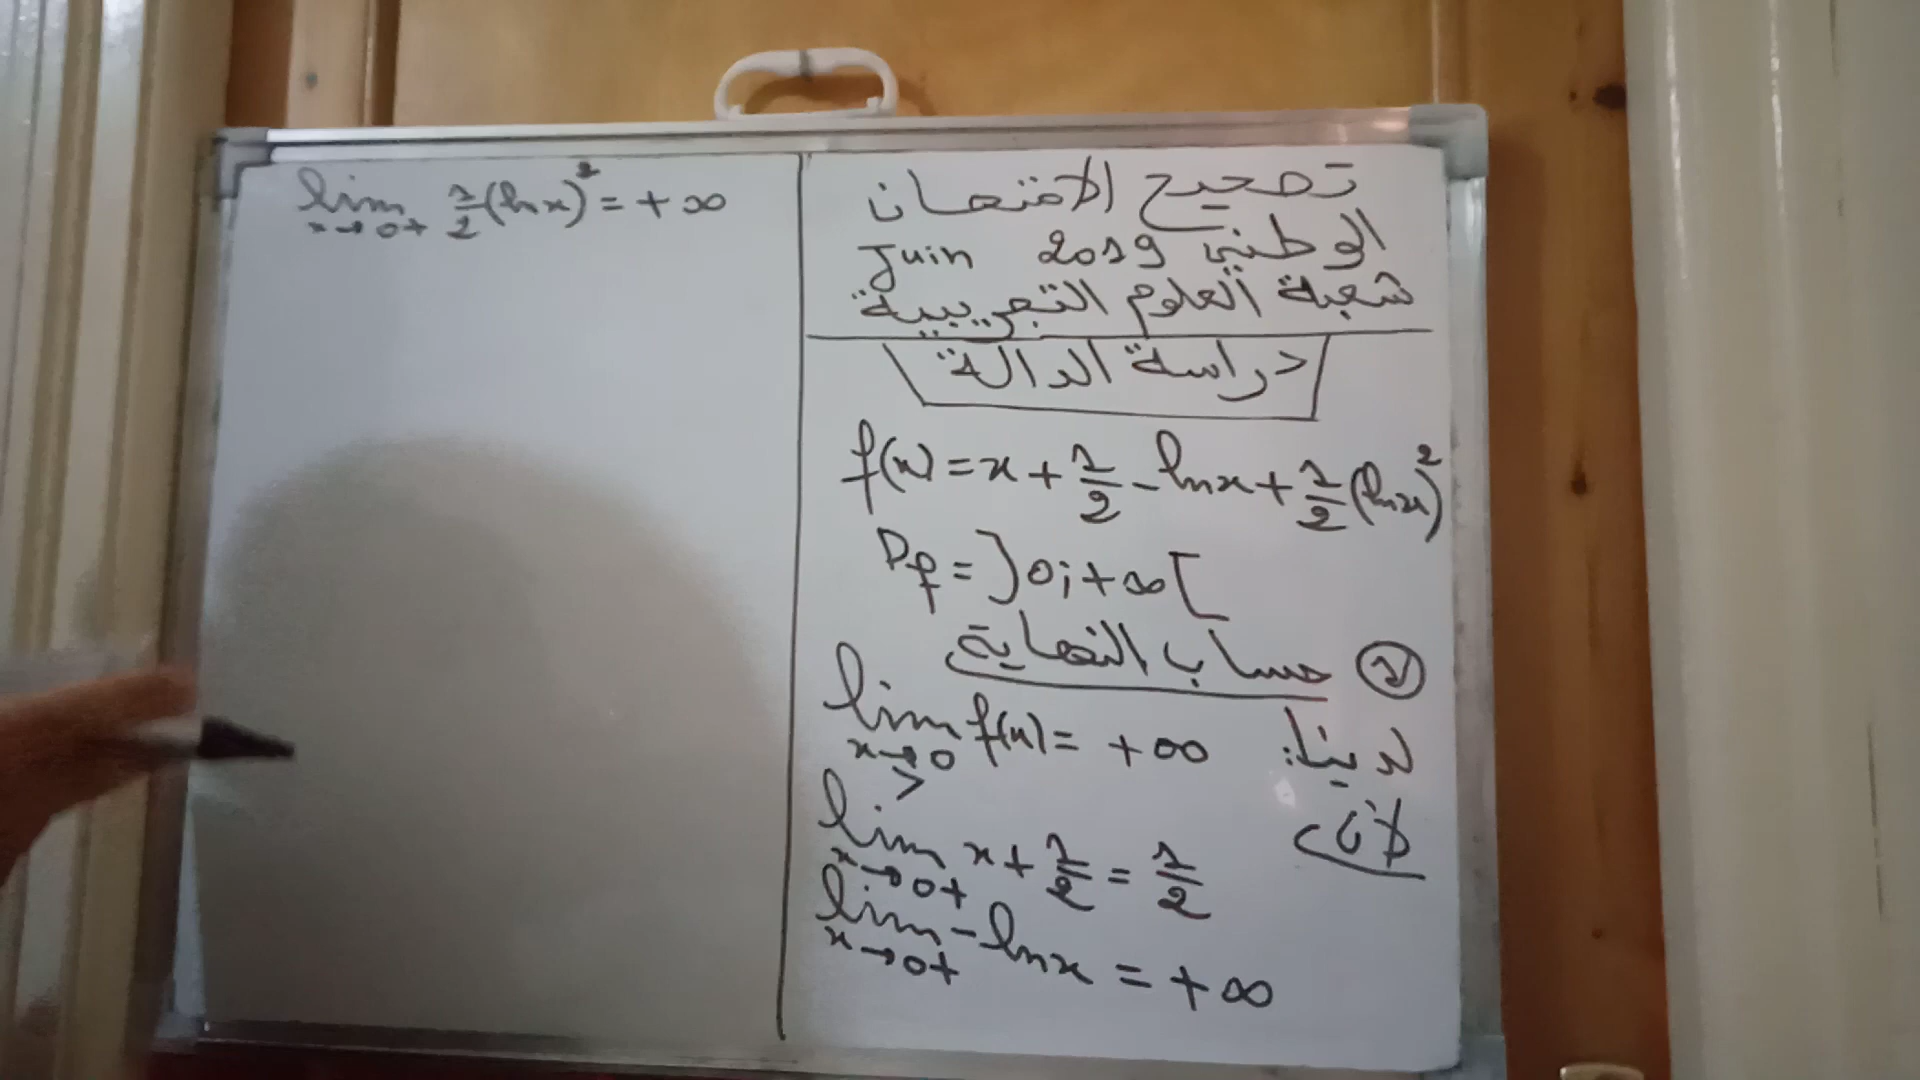 تصحيح الامتحان
الوطني Juin 2019
شعبة العلوم التجريبية
دراسة الدالة
f(x) = x + 1/2 - ln x + 1/2 (ln x)^2
Df = ]0; +∞[
① حساب النهاية
لدينا: lim x→0 > f(x) = +∞
لأن
lim x→0+ x + 1/2 = 1/2
lim x→0+ - ln x = +∞
lim x→0+ 1/2 (ln x)^2 = +∞